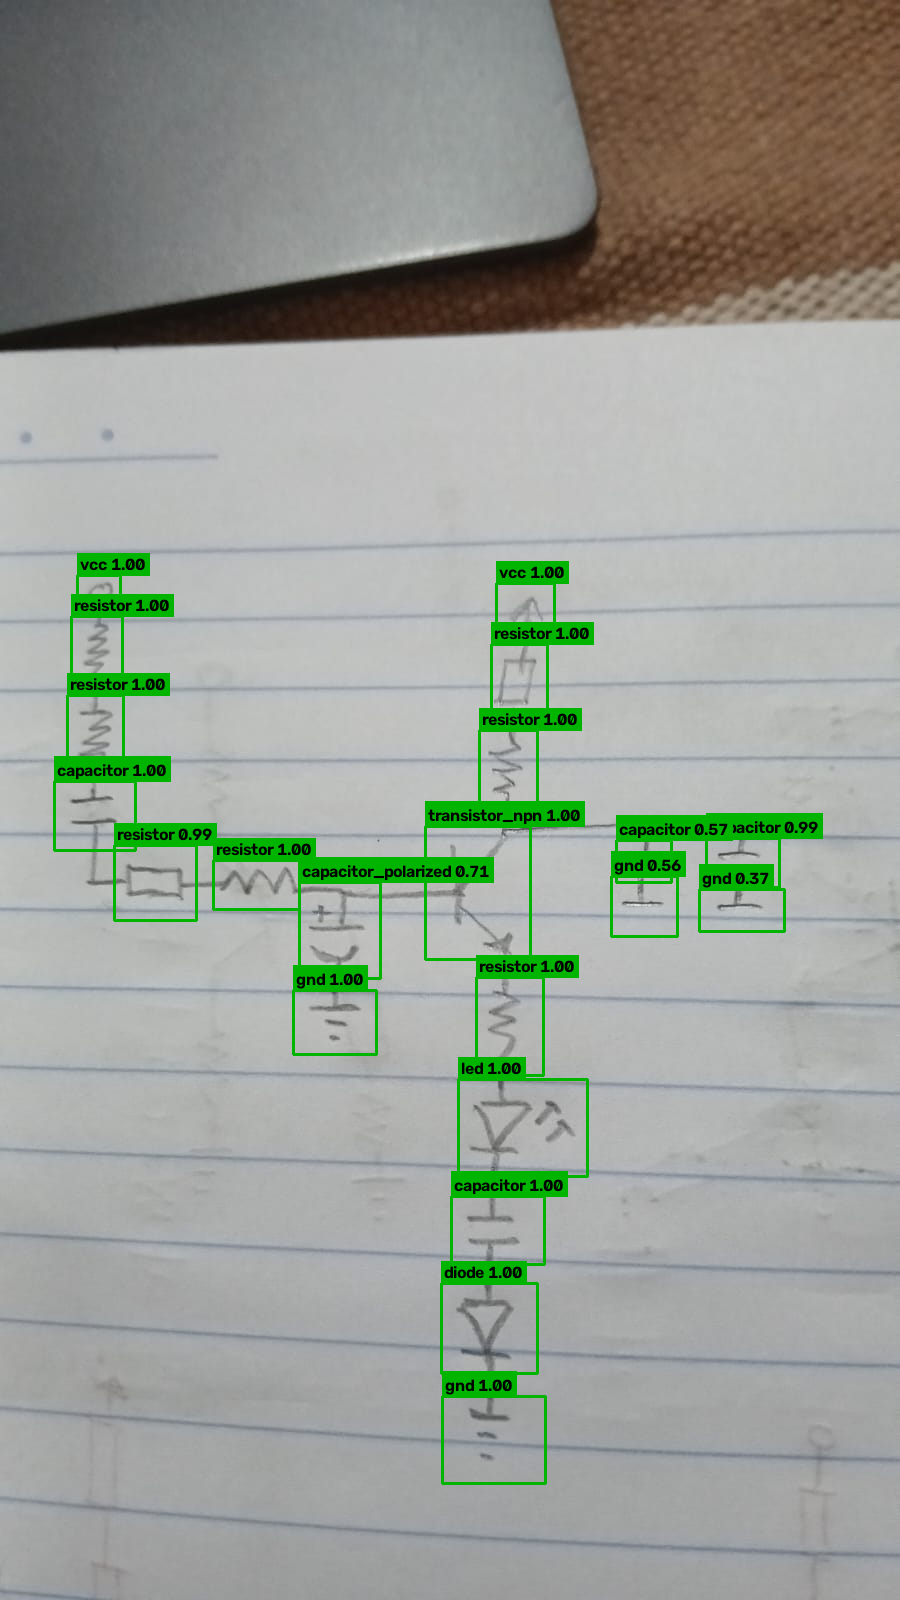 vcc 1.00
vcc 1.00
resistor 1.00
resistor 1.00
resistor 1.00
resistor 1.00
capacitor 1.00
transistor_npn 1.00
capacitor 0.57
acitor 0.99
resistor 0.99
resistor 1.00
capacitor_polarized 0.71
gnd 0.56
gnd 0.37
+
gnd 1.00
resistor 1.00
led 1.00
capacitor 1.00
diode 1.00
gnd 1.00